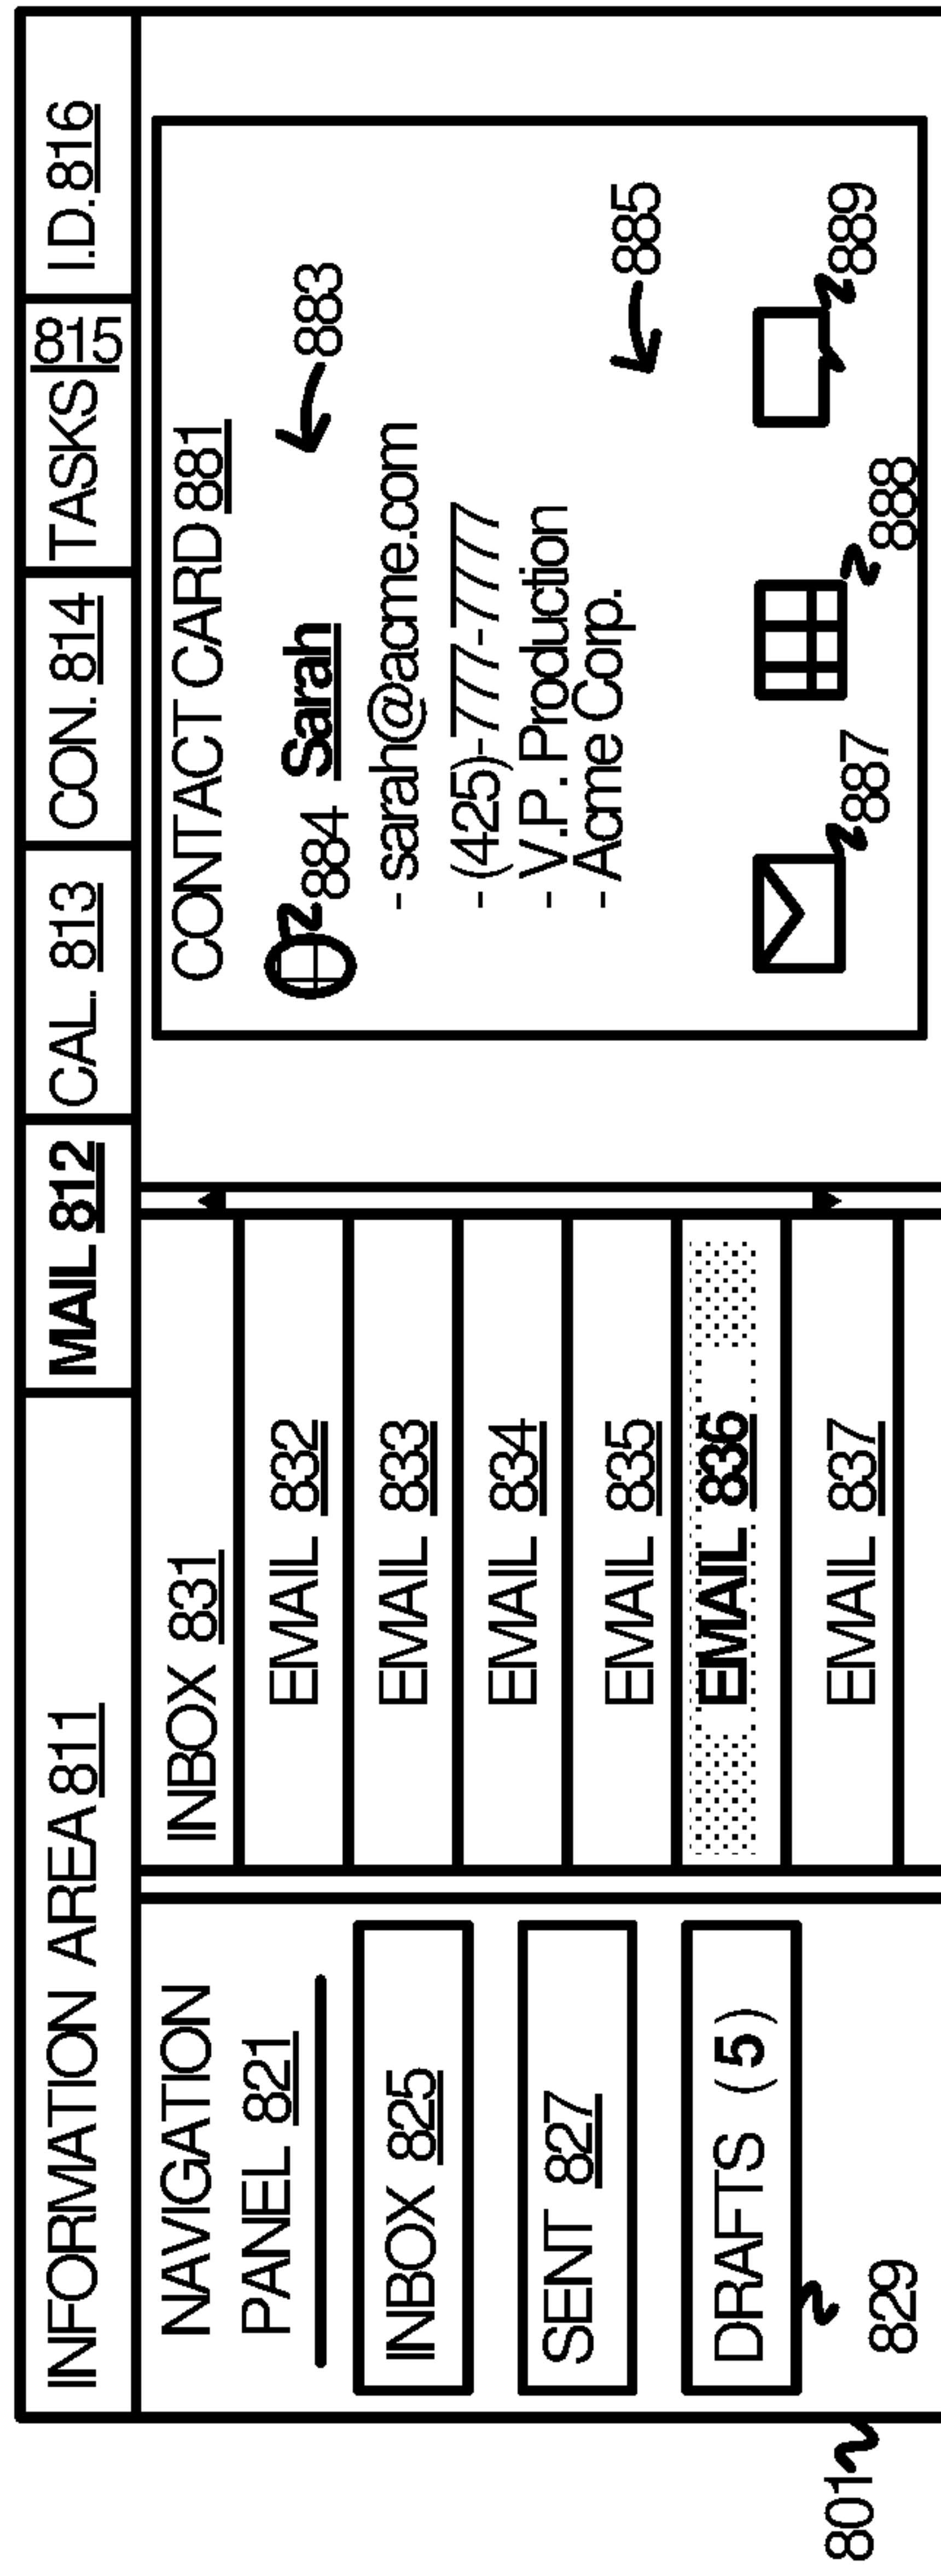 INFORMATION AREA 811
MAIL 812
CAL. 813
CON. 814
TASKS 815
I.D. 816
NAVIGATION
PANEL 821
INBOX 825
SENT 827
DRAFTS (5)
829
801
INBOX 831
EMAIL 832
EMAIL 833
EMAIL 834
EMAIL 835
EMAIL 836
EMAIL 837
CONTACT CARD 881
884 Sarah
883
- sarah@acme.com
- (425)-777-7777
- V.P. Production
- Acme Corp.
885
887
888
889